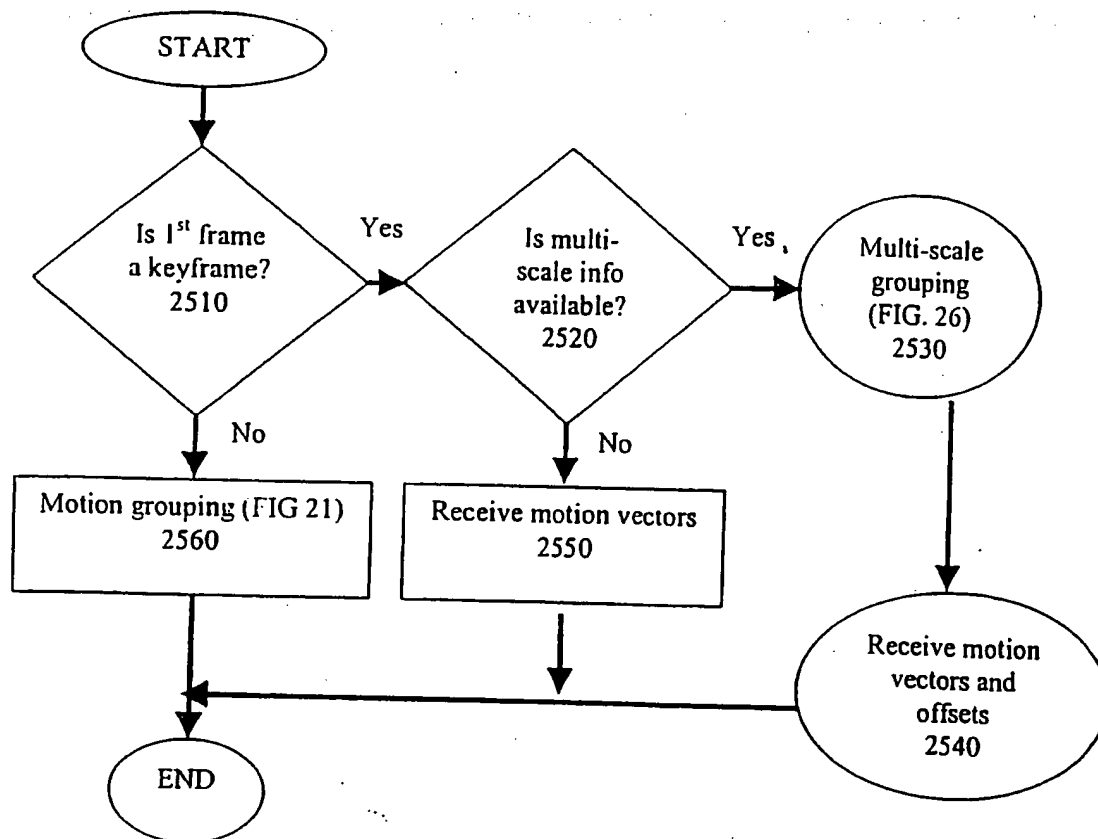 START
Is 1st frame
a keyframe?
2510
Yes
Is multi-
scale info
available?
2520
Yes
Multi-scale
grouping
(FIG. 26)
2530
No
No
Motion grouping (FIG 21)
2560
Receive motion vectors
2550
Receive motion
vectors and
offsets
2540
END